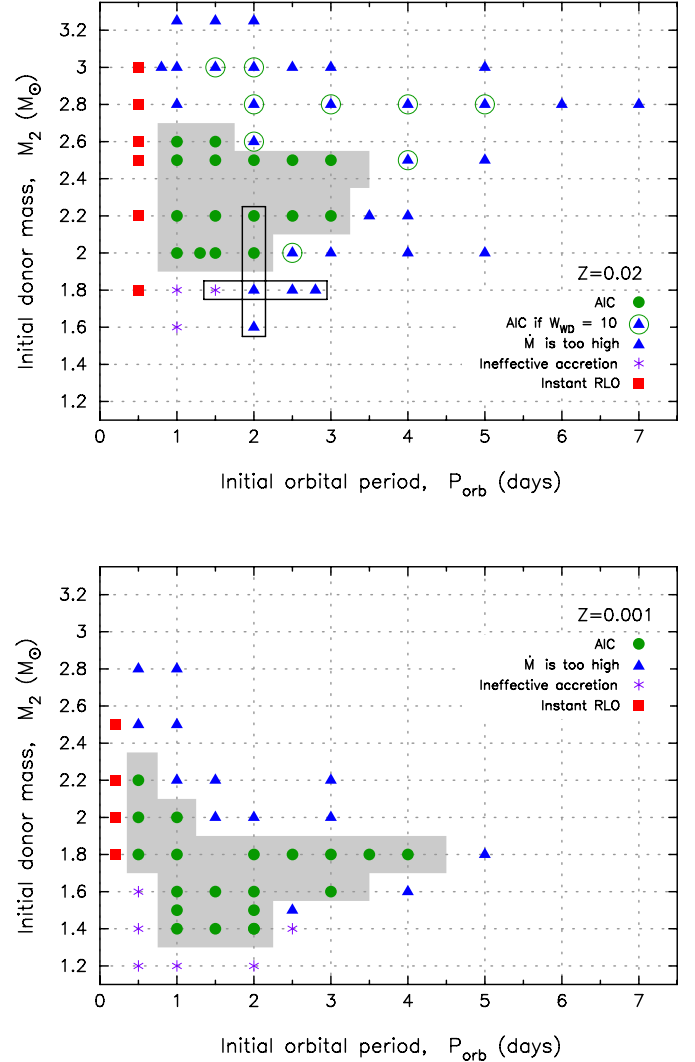 3.2
3
2.8
2.6
2.4
2.2
2
1.8
1.6
1.4
1.2
Initial donor mass, M₂ (M⊙)
Z=0.02
AIC
AIC if W_WD = 10
Ṁ is too high
Ineffective accretion
Instant RLO
0 1 2 3 4 5 6 7
Initial orbital period, P_orb (days)
3.2
3
2.8
2.6
2.4
2.2
2
1.8
1.6
1.4
1.2
Initial donor mass, M₂ (M⊙)
Z=0.001
AIC
Ṁ is too high
Ineffective accretion
Instant RLO
0 1 2 3 4 5 6 7
Initial orbital period, P_orb (days)